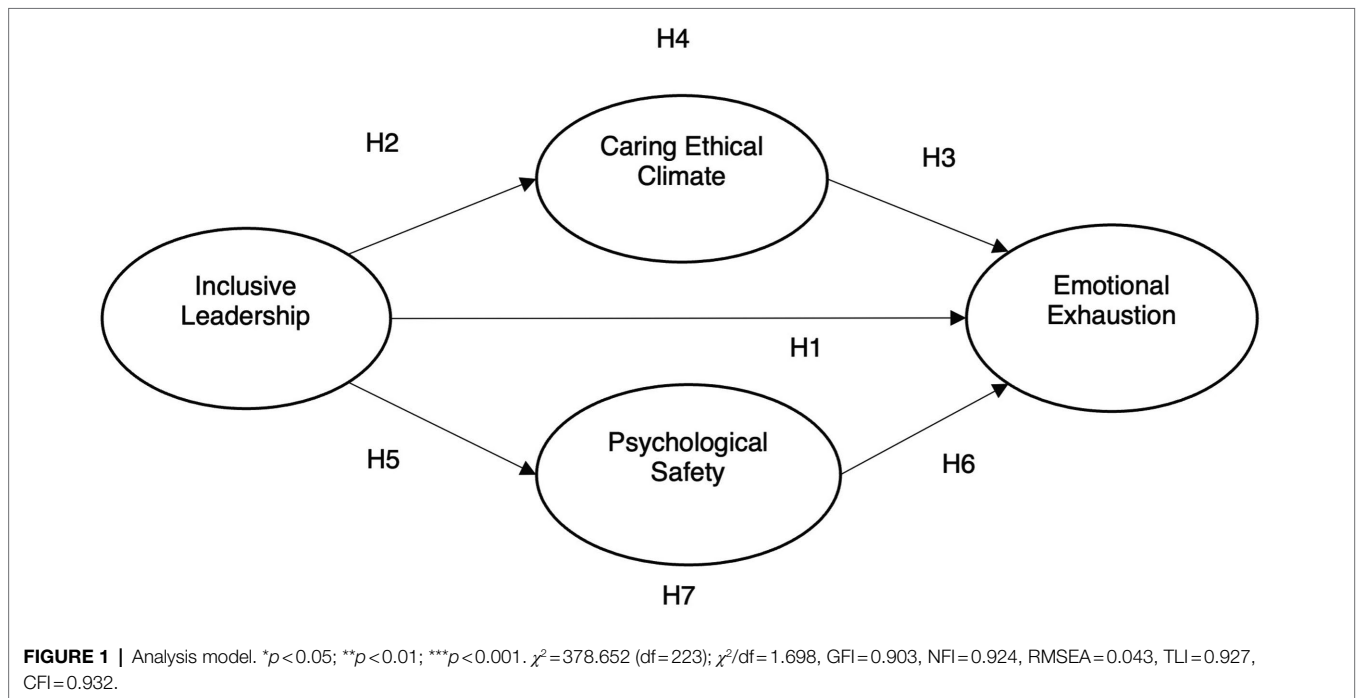 H4
H2
Caring Ethical
Climate
H3
Inclusive
Leadership
Emotional
Exhaustion
H1
Psychological
Safety
H5
H6
H7
FIGURE 1 | Analysis model. *p<0.05; **p<0.01; ***p<0.001. χ²=378.652 (df=223); χ²/df=1.698, GFI=0.903, NFI=0.924, RMSEA=0.043, TLI=0.927,
CFI=0.932.